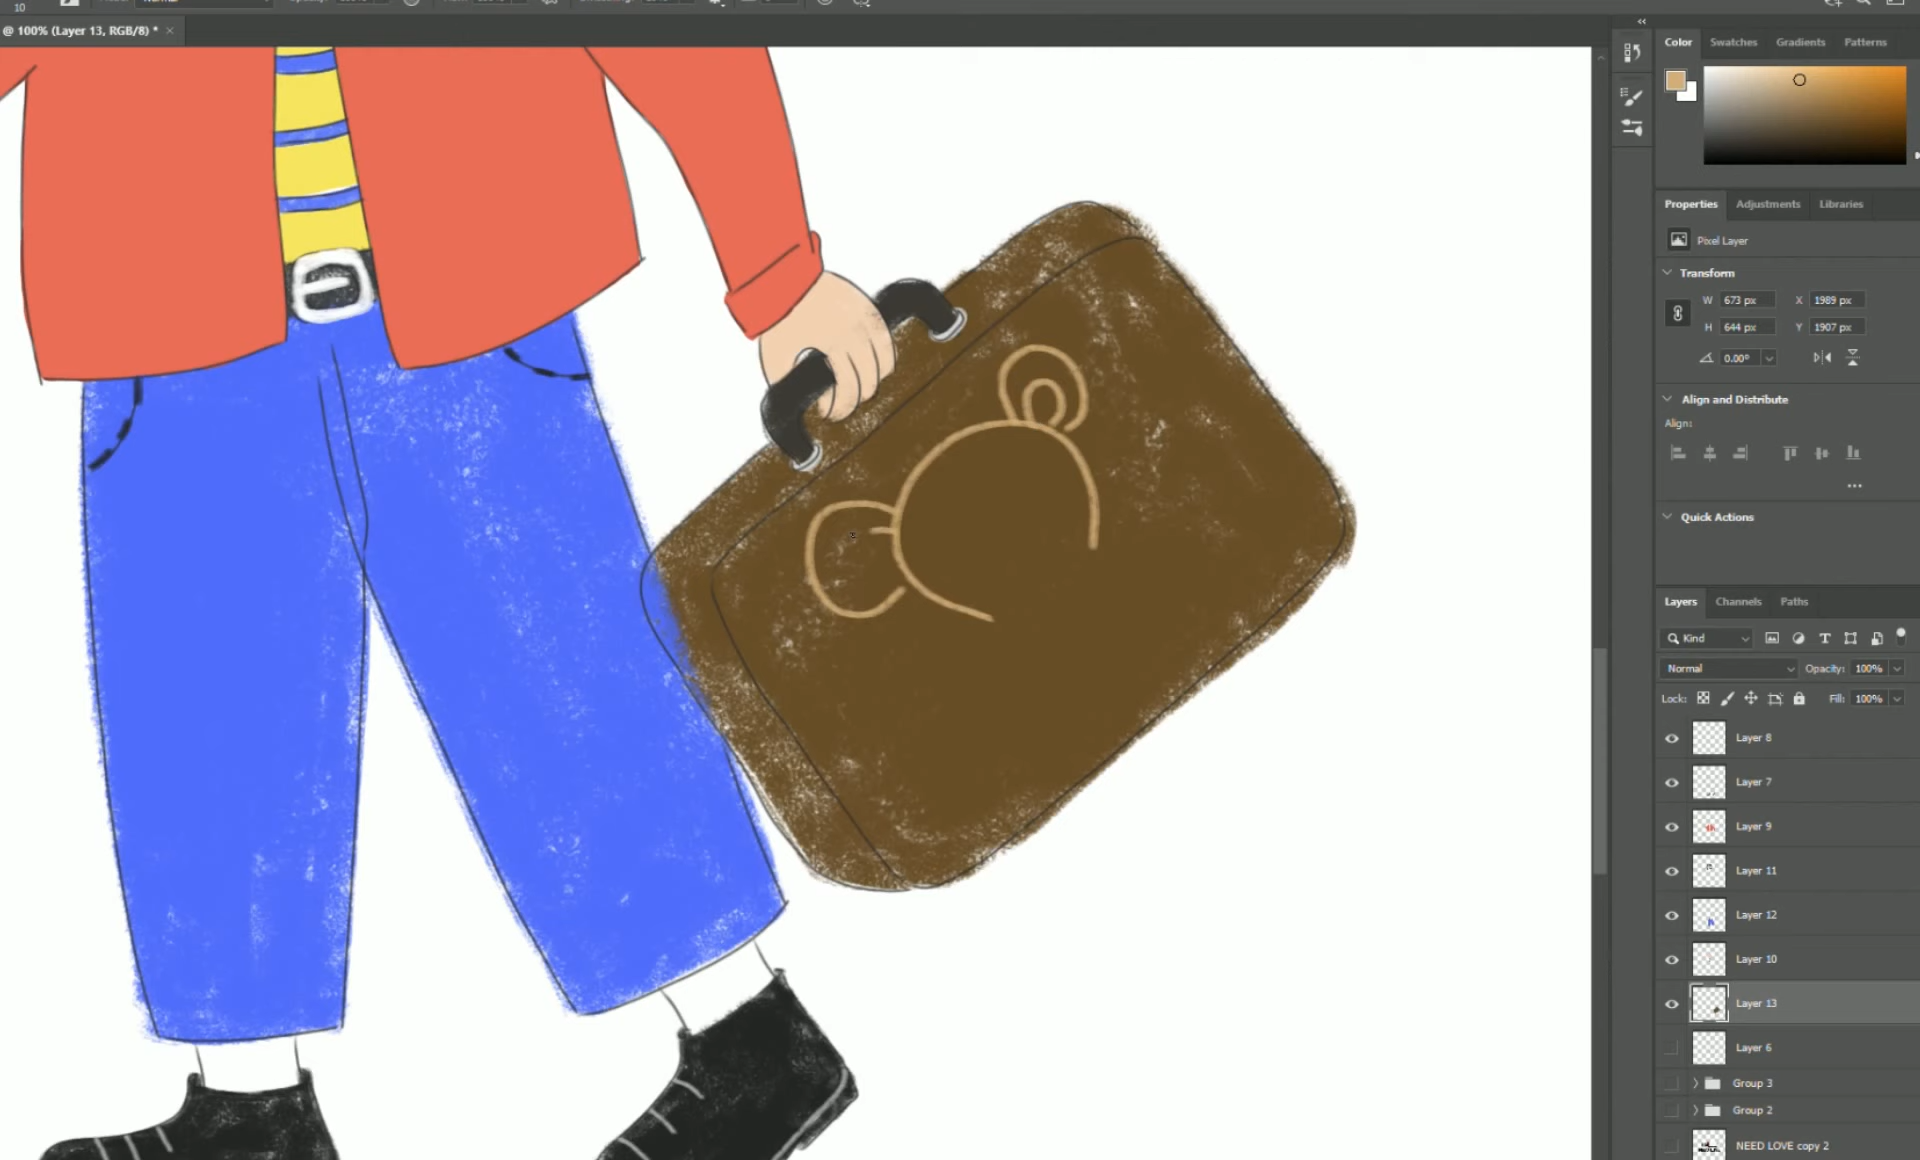 10
@ 100% (Layer 13, RGB/8) * ×
Color Swatches Gradients Patterns
Properties Adjustments Libraries
Pixel Layer
Transform
W 673 px X 1989 px
H 644 px Y 1907 px
0.00°
Align and Distribute
Align:
Quick Actions
Layers Channels Paths
Kind
Normal Opacity: 100%
Lock: Fill: 100%
Layer 8
Layer 7
Layer 9
Layer 11
Layer 12
Layer 10
Layer 13
Layer 6
Group 3
Group 2
NEED LOVE copy 2